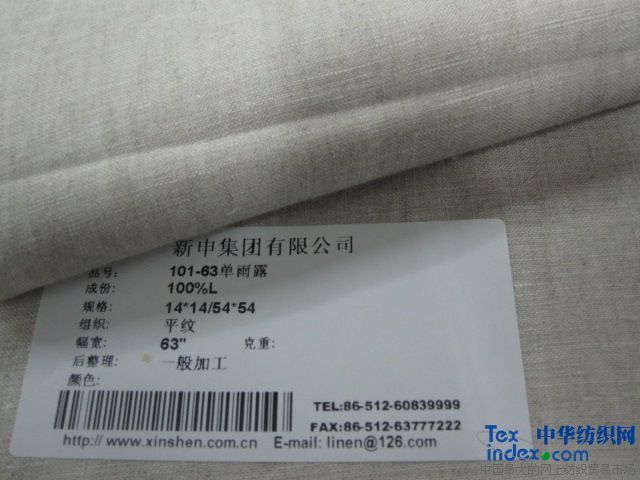 新申集团有限公司
品号: 101-63单雨露
成份: 100%L
规格: 14*14/54*54
组织: 平纹
幅宽: 63" 克重:
后整理: 一般加工
颜色:
TEL:86-512-60839999
FAX:86-512-63777222
http://www.xinshen.com.cn E-mail: linen@126.com
Tex 中华纺织网
index.com
中国最大的网上纺织贸易市场